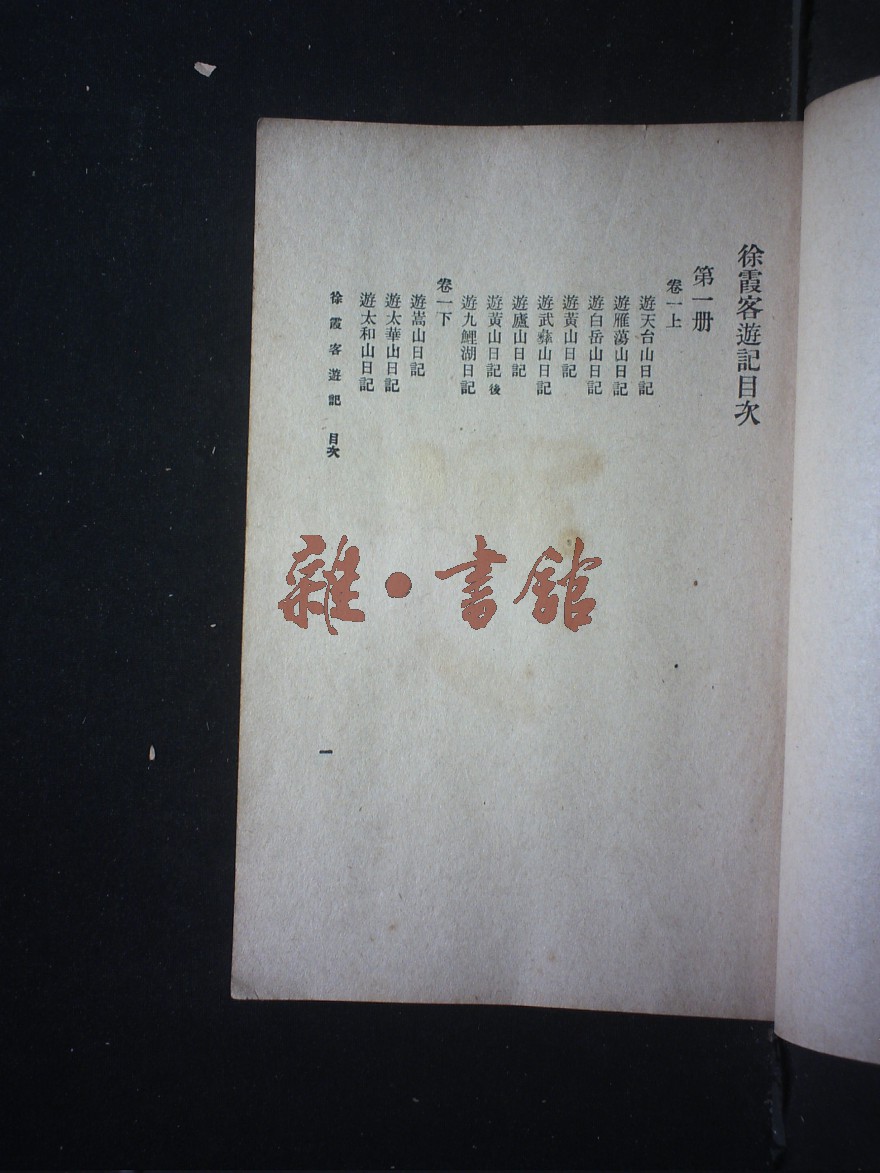 徐霞客遊記目次
第一册
卷一上
遊天台山日記
遊雁蕩山日記
遊白岳山日記
遊黃山日記
遊武彝山日記
遊廬山日記
遊黃山日記後
遊九鯉湖日記
卷一下
遊嵩山日記
遊太華山日記
遊太和山日記
徐霞客遊記 目次
一
雜·書館